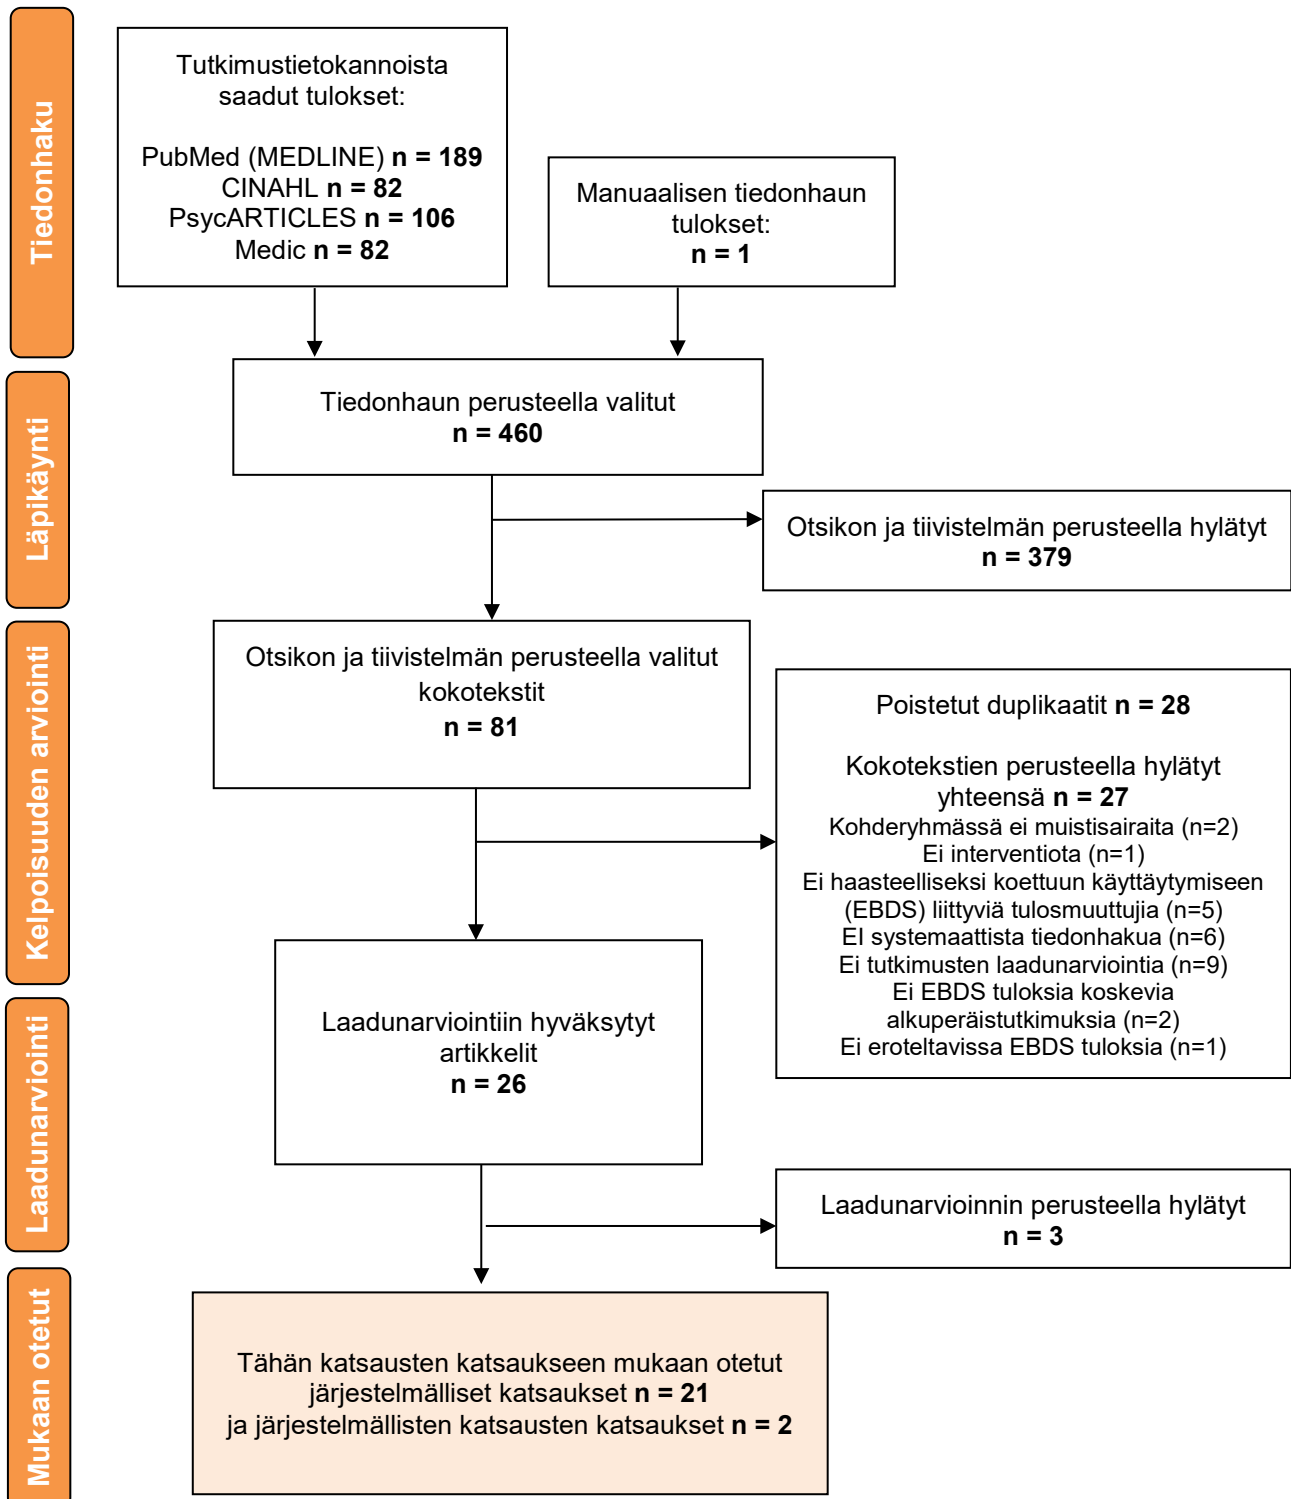 Tiedonhaku
Tutkimustietokannoista
saadut tulokset:
PubMed (MEDLINE) n = 189
CINAHL n = 82
PsycARTICLES n = 106
Medic n = 82
Manuaalisen tiedonhaun
tulokset:
n = 1
Läpikäynti
Tiedonhaun perusteella valitut
n = 460
Otsikon ja tiivistelmän perusteella hylätyt
n = 379
Kelpoisuuden arviointi
Otsikon ja tiivistelmän perusteella valitut
kokotekstit
n = 81
Poistetut duplikaatit n = 28
Kokotekstien perusteella hylätyt
yhteensä n = 27
Kohderyhmässä ei muistisairaita (n=2)
Ei interventiota (n=1)
Ei haasteelliseksi koettuun käyttäytymiseen
(EBDS) liittyviä tulosmuuttujia (n=5)
EI systemaattista tiedonhakua (n=6)
Ei tutkimusten laadunarviointia (n=9)
Ei EBDS tuloksia koskevia
alkuperäistutkimuksia (n=2)
Ei eroteltavissa EBDS tuloksia (n=1)
Laadunarviointi
Laadunarviointiin hyväksytyt
artikkelit
n = 26
Laadunarvioinnin perusteella hylätyt
n = 3
Mukaan otetut
Tähän katsausten katsaukseen mukaan otetut
järjestelmälliset katsaukset n = 21
ja järjestelmällisten katsausten katsaukset n = 2